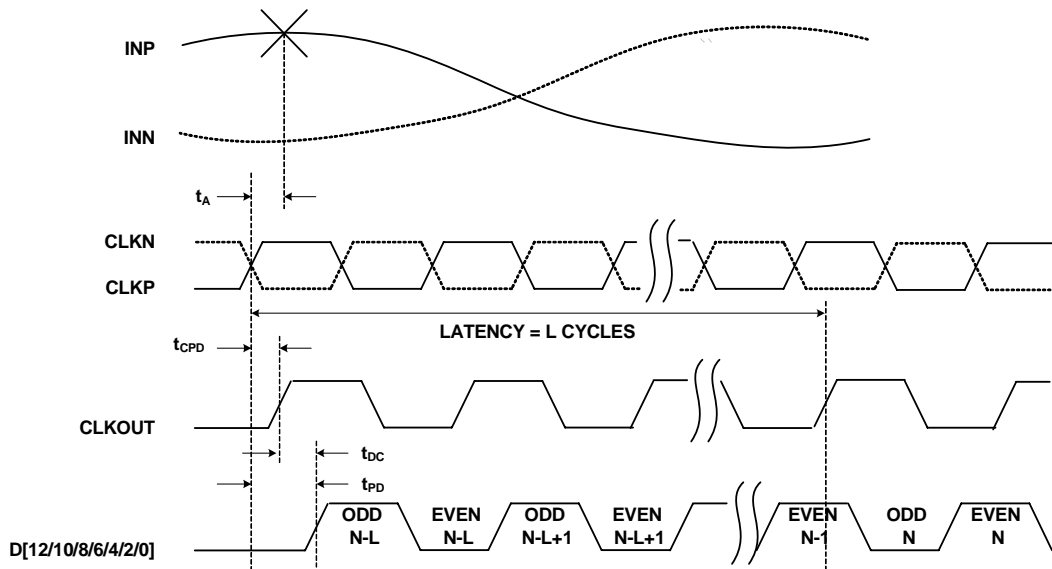 INP
INN
tA
CLKN
CLKP
LATENCY = L CYCLES
tCPD
CLKOUT
tDC
tPD
ODD N-L
EVEN N-L
ODD N-L+1
EVEN N-L+1
EVEN N-1
ODD N
EVEN N
D[12/10/8/6/4/2/0]